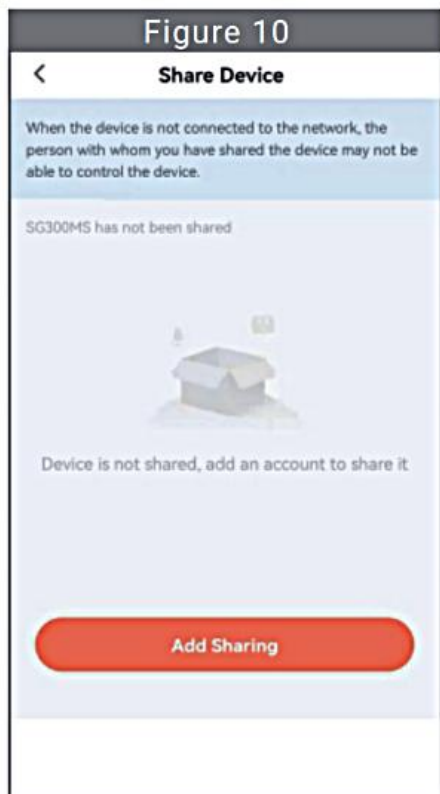 Figure 10
Share Device
When the device is not connected to the network, the
person with whom you have shared the device may not be
able to control the device.
SG300MS has not been shared
Device is not shared, add an account to share it
Add Sharing